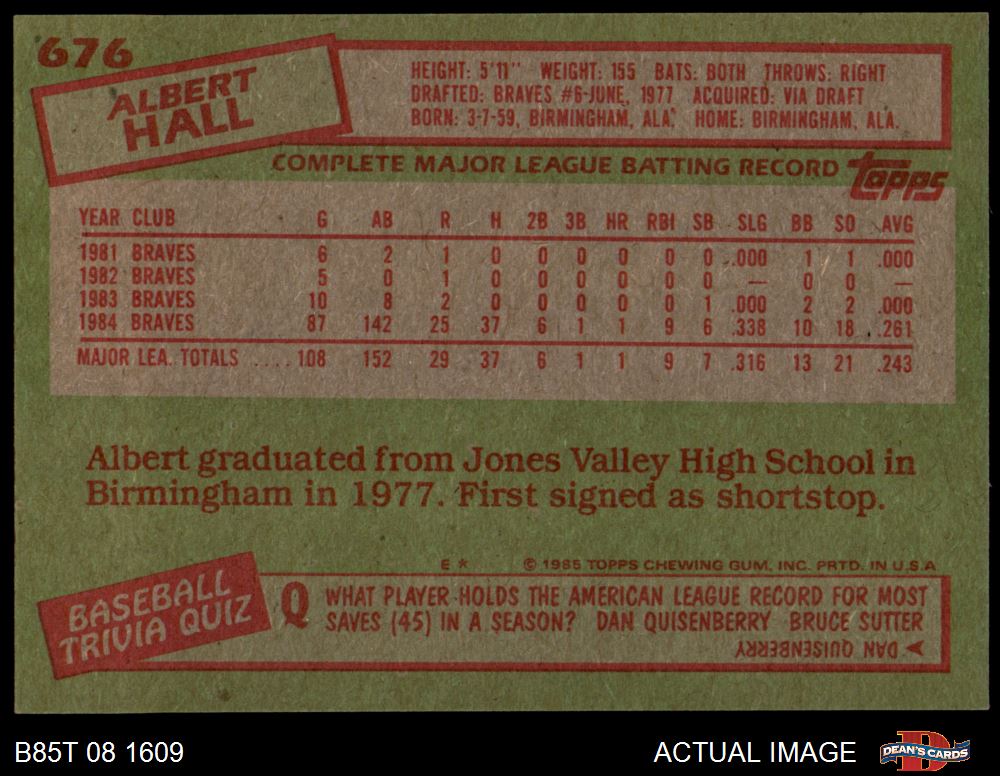 676
ALBERT
HALL
HEIGHT: 5'11" WEIGHT: 155 BATS: BOTH THROWS: RIGHT
DRAFTED: BRAVES #6-JUNE, 1977 ACQUIRED: VIA DRAFT
BORN: 3-7-59, BIRMINGHAM, ALA. HOME: BIRMINGHAM, ALA.
COMPLETE MAJOR LEAGUE BATTING RECORD topps
YEAR CLUB G AB R H 2B 3B HR RBI SB SLG BB SO AVG
1981 BRAVES 6 2 1 0 0 0 0 0 0 .000 1 1 .000
1982 BRAVES 5 0 1 0 0 0 0 0 0 — 0 0 —
1983 BRAVES 10 8 2 0 0 0 0 0 1 .000 2 2 .000
1984 BRAVES 87 142 25 37 6 1 1 9 6 .338 10 18 .261
MAJOR LEA. TOTALS .... 108 152 29 37 6 1 1 9 7 .316 13 21 .243
Albert graduated from Jones Valley High School in
Birmingham in 1977. First signed as shortstop.
E * © 1985 TOPPS CHEWING GUM, INC. PRTD. IN U.S.A
BASEBALL
TRIVIA QUIZ
Q WHAT PLAYER HOLDS THE AMERICAN LEAGUE RECORD FOR MOST
SAVES (45) IN A SEASON? DAN QUISENBERRY BRUCE SUTTER
DAN QUISENBERRY
B85T 08 1609
ACTUAL IMAGE
DEAN'S CARDS